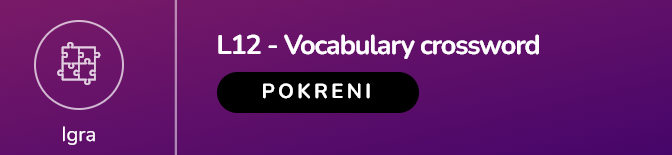 L12 - Vocabulary crossword
POKRENI
Igra